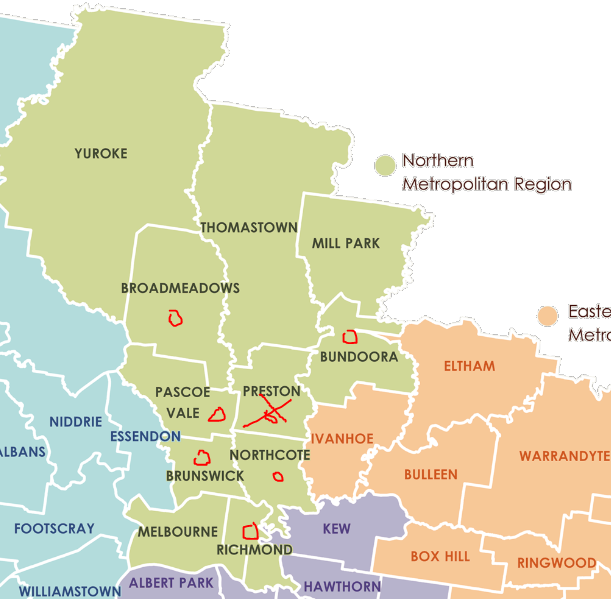 YUROKE
Northern
Metropolitan Region
THOMASTOWN
MILL PARK
BROADMEADOWS
Easte
Metro
BUNDOORA
ELTHAM
PASCOE
VALE
PRESTON
NIDDRIE
ESSENDON
IVANHOE
ALBANS
NORTHCOTE
WARRANDYTE
BRUNSWICK
BULLEEN
FOOTSCRAY
MELBOURNE
KEW
RICHMOND
BOX HILL
RINGWOOD
ALBERT PARK
HAWTHORN
WILLIAMSTOWN